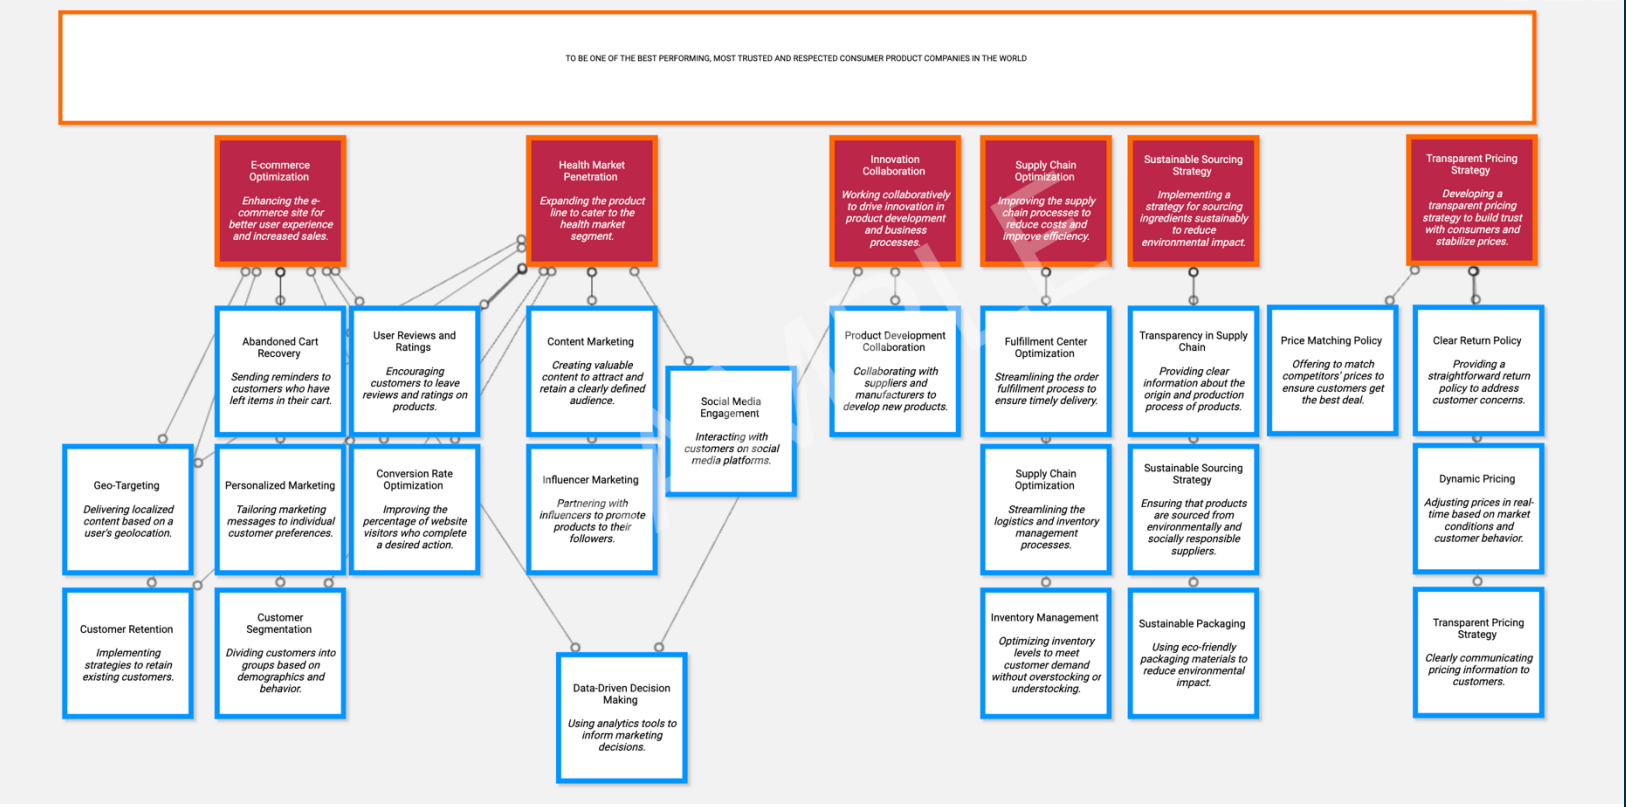 TO BE ONE OF THE BEST PERFORMING, MOST TRUSTED AND RESPECTED CONSUMER PRODUCT COMPANIES IN THE WORLD
E-commerce
Optimization
Enhancing the e-
commerce site for
better user experience
and increased sales.
Health Market
Penetration
Expanding the product
line to cater to the
health market
segment.
Innovation
Collaboration
Working collaboratively
to drive innovation in
product development
and business
processes.
Supply Chain
Optimization
Improving the supply
chain processes to
reduce costs and
improve efficiency.
Sustainable Sourcing
Strategy
Implementing a
strategy for sourcing
ingredients sustainably
to reduce
environmental impact.
Transparent Pricing
Strategy
Developing a
transparent pricing
strategy to build trust
with consumers and
stabilize prices.
Abandoned Cart
Recovery
Sending reminders to
customers who have
left items in their cart.
User Reviews and
Ratings
Encouraging
customers to leave
reviews and ratings on
products.
Content Marketing
Creating valuable
content to attract and
retain a clearly defined
audience.
Social Media
Engagement
Interacting with
customers on social
media platforms.
Product Development
Collaboration
Collaborating with
suppliers and
manufacturers to
develop new products.
Fulfillment Center
Optimization
Streamlining the order
fulfillment process to
ensure timely delivery.
Transparency in Supply
Chain
Providing clear
information about the
origin and production
process of products.
Price Matching Policy
Offering to match
competitors' prices to
ensure customers get
the best deal.
Clear Return Policy
Providing a
straightforward return
policy to address
customer concerns.
Geo-Targeting
Delivering localized
content based on a
user's geolocation.
Personalized Marketing
Tailoring marketing
messages to individual
customer preferences.
Conversion Rate
Optimization
Improving the
percentage of website
visitors who complete
a desired action.
Influencer Marketing
Partnering with
influencers to promote
products to their
followers.
Supply Chain
Optimization
Streamlining the
logistics and inventory
management
processes.
Sustainable Sourcing
Strategy
Ensuring that products
are sourced from
environmentally and
socially responsible
suppliers.
Dynamic Pricing
Adjusting prices in real-
time based on market
conditions and
customer behavior.
Customer Retention
Implementing
strategies to retain
existing customers.
Customer
Segmentation
Dividing customers into
groups based on
demographics and
behavior.
Data-Driven Decision
Making
Using analytics tools to
inform marketing
decisions.
Inventory Management
Optimizing inventory
levels to meet
customer demand
without overstocking or
understocking.
Sustainable Packaging
Using eco-friendly
packaging materials to
reduce environmental
impact.
Transparent Pricing
Strategy
Clearly communicating
pricing information to
customers.